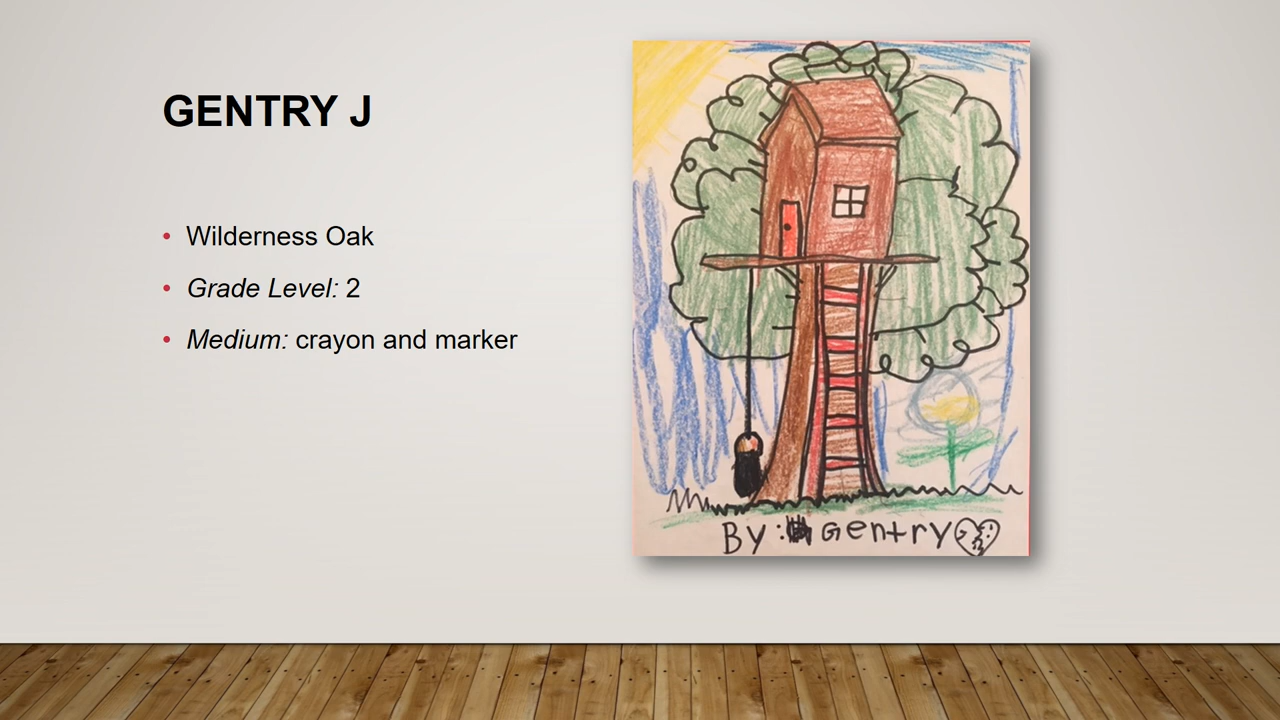 GENTRY J
Wilderness Oak
Grade Level: 2
Medium: crayon and marker
By: Gentry